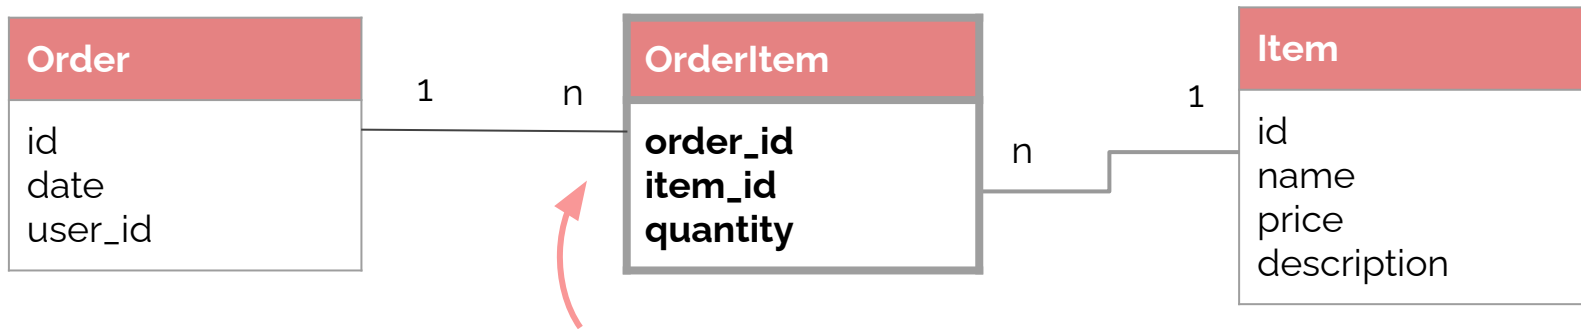 Order
id
date
user_id
1
n
OrderItem
order_id
item_id
quantity
n
1
Item
id
name
price
description